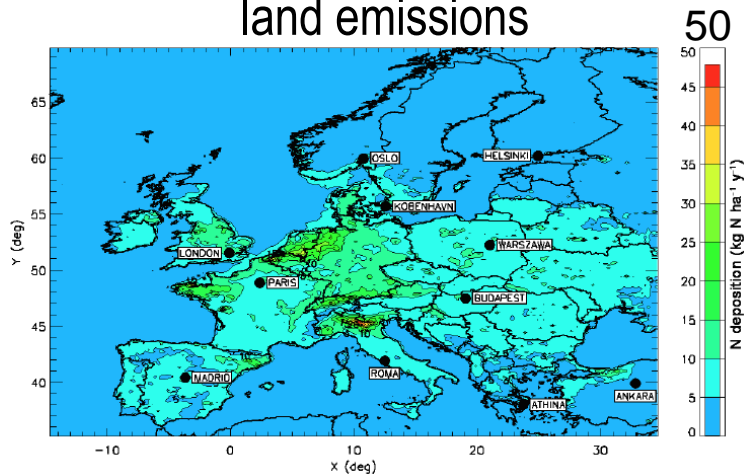 land emissions
50
50
45
40
35
30
25
20
15
10
5
0
N deposition (kg N ha⁻¹ y⁻¹)
65
60
55
50
45
40
Y (deg)
OSLO
HELSINKI
KOBENHAVN
LONDON
WARSZAWA
PARIS
BUDAPEST
MADRID
ROMA
ATHINA
ANKARA
-10
0
10
20
30
X (deg)